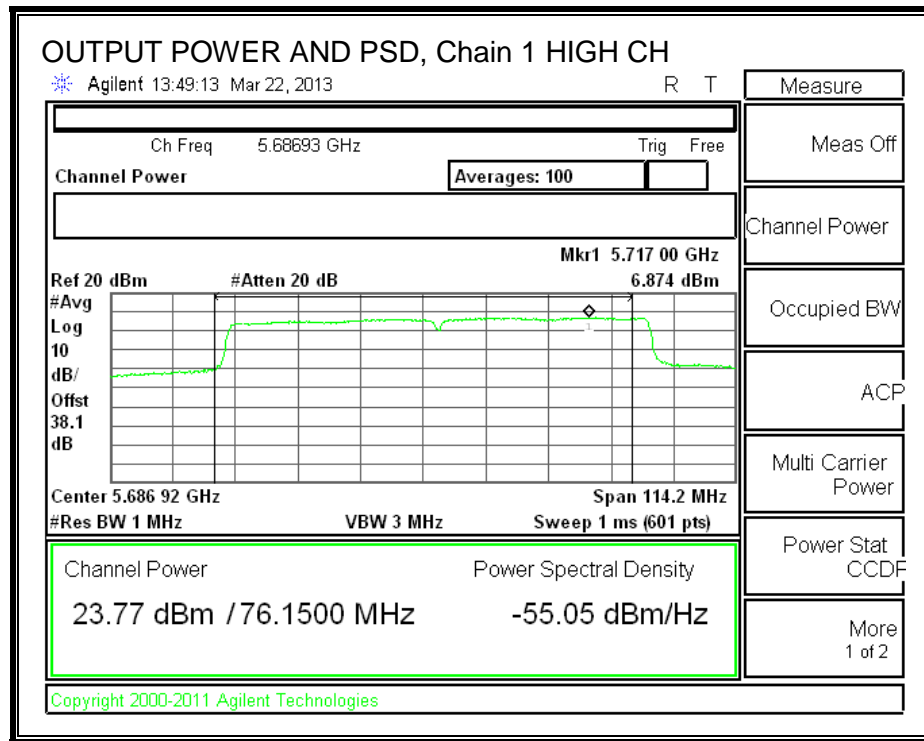 OUTPUT POWER AND PSD, Chain 1 HIGH CH
Agilent 13:49:13 Mar 22, 2013 R T
Measure
Ch Freq 5.68693 GHz Trig Free
Channel Power Averages: 100
Mkr1 5.717 00 GHz
Ref 20 dBm #Atten 20 dB 6.874 dBm
#Avg
Log
10
dB/
Offst
38.1
dB
1
Center 5.686 92 GHz Span 114.2 MHz
#Res BW 1 MHz VBW 3 MHz Sweep 1 ms (601 pts)
Channel Power Power Spectral Density
23.77 dBm / 76.1500 MHz -55.05 dBm/Hz
Copyright 2000-2011 Agilent Technologies
Meas Off
Channel Power
Occupied BW
ACP
Multi Carrier
Power
Power Stat
CCDF
More
1 of 2